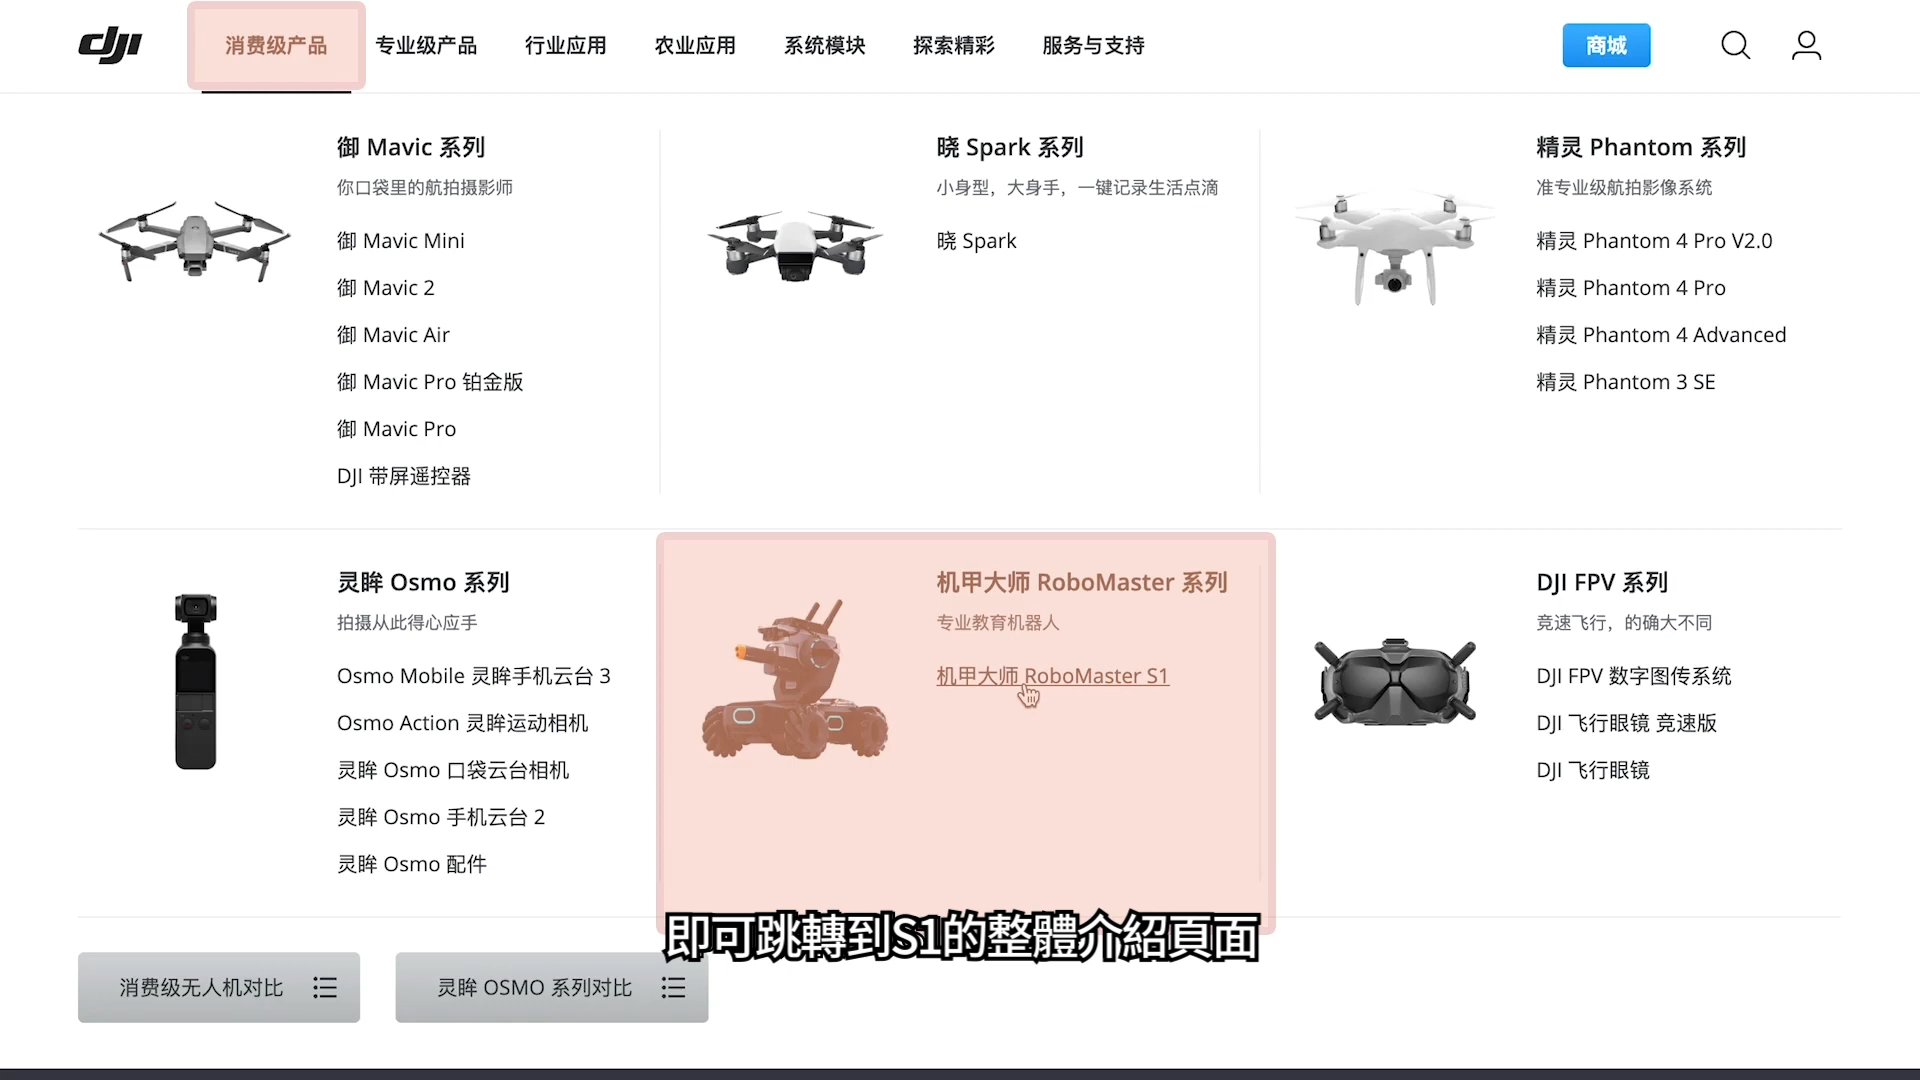 dji
消费级产品
专业级产品
行业应用
农业应用
系统模块
探索精彩
服务与支持
商城
御 Mavic 系列
你口袋里的航拍摄影师
御 Mavic Mini
御 Mavic 2
御 Mavic Air
御 Mavic Pro 铂金版
御 Mavic Pro
DJI 带屏遥控器
晓 Spark 系列
小身型，大身手，一键记录生活点滴
晓 Spark
精灵 Phantom 系列
准专业级航拍影像系统
精灵 Phantom 4 Pro V2.0
精灵 Phantom 4 Pro
精灵 Phantom 4 Advanced
精灵 Phantom 3 SE
灵眸 Osmo 系列
拍摄从此得心应手
Osmo Mobile 灵眸手机云台 3
Osmo Action 灵眸运动相机
灵眸 Osmo 口袋云台相机
灵眸 Osmo 手机云台 2
灵眸 Osmo 配件
机甲大师 RoboMaster 系列
专业教育机器人
机甲大师 RoboMaster S1
DJI FPV 系列
竞速飞行，的确大不同
DJI FPV 数字图传系统
DJI 飞行眼镜 竞速版
DJI 飞行眼镜
即可跳轉到S1的整體介紹頁面
消费级无人机对比
灵眸 OSMO 系列对比